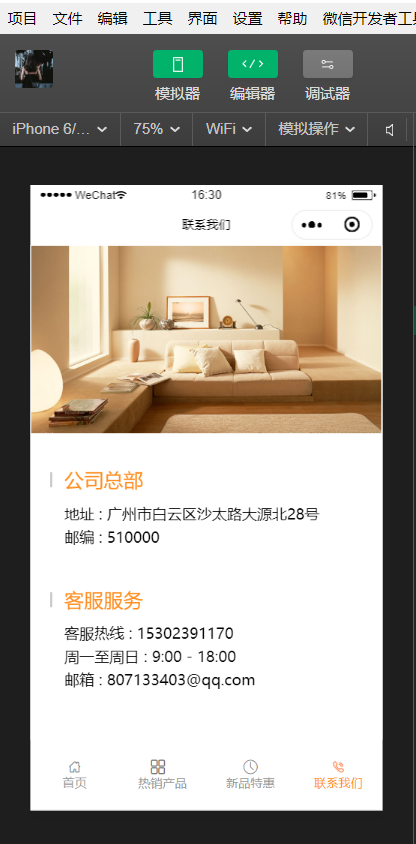 项目 文件 编辑 工具 界面 设置 帮助 微信开发者工
模拟器 编辑器 调试器
iPhone 6/... 75% WiFi 模拟操作
WeChat 16:30 81%
联系我们
公司总部
地址 : 广州市白云区沙太路大源北28号
邮编 : 510000
客服服务
客服热线 : 15302391170
周一至周日 : 9:00 - 18:00
邮箱 : 807133403@qq.com
首页 热销产品 新品特惠 联系我们